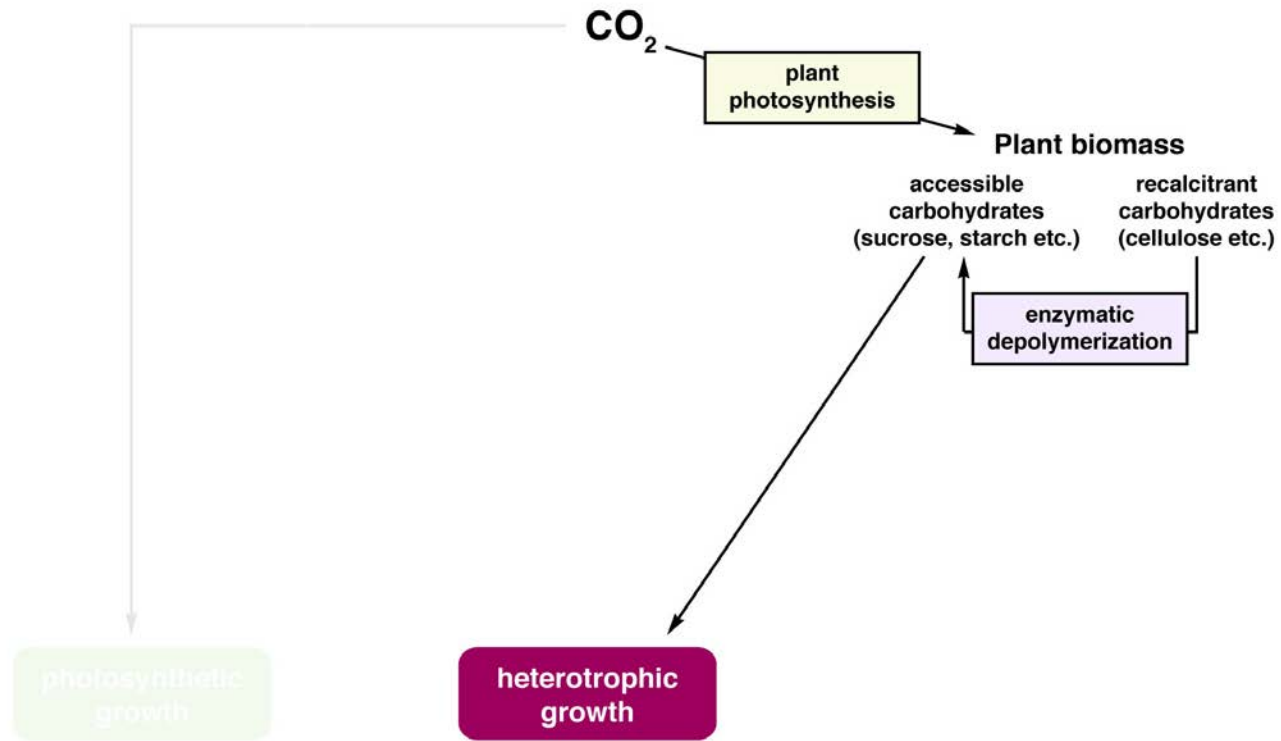 CO₂
plant
photosynthesis
Plant biomass
accessible
carbohydrates
(sucrose, starch etc.)
recalcitrant
carbohydrates
(cellulose etc.)
enzymatic
depolymerization
photosynthetic
growth
heterotrophic
growth